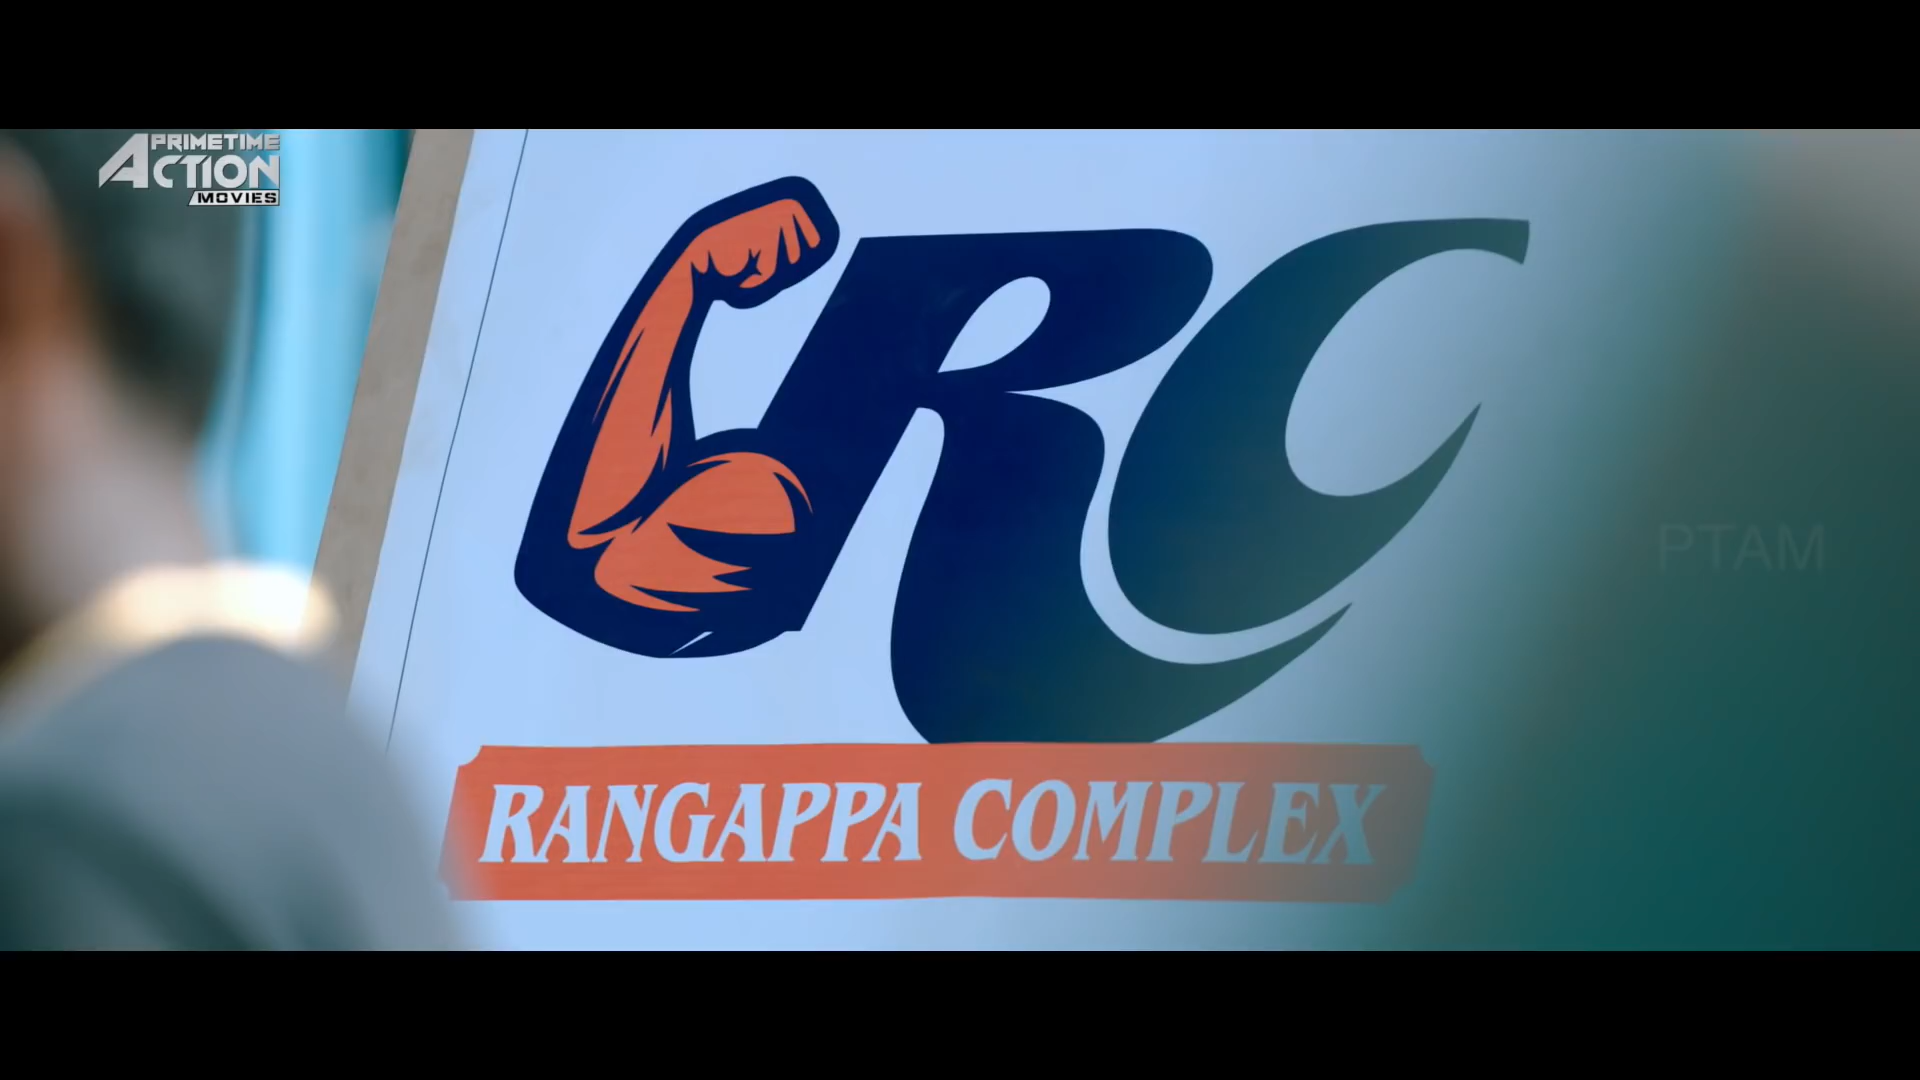 PRIMETIME
ACTION
MOVIES
RC
PTAM
RANGAPPA COMPLEX